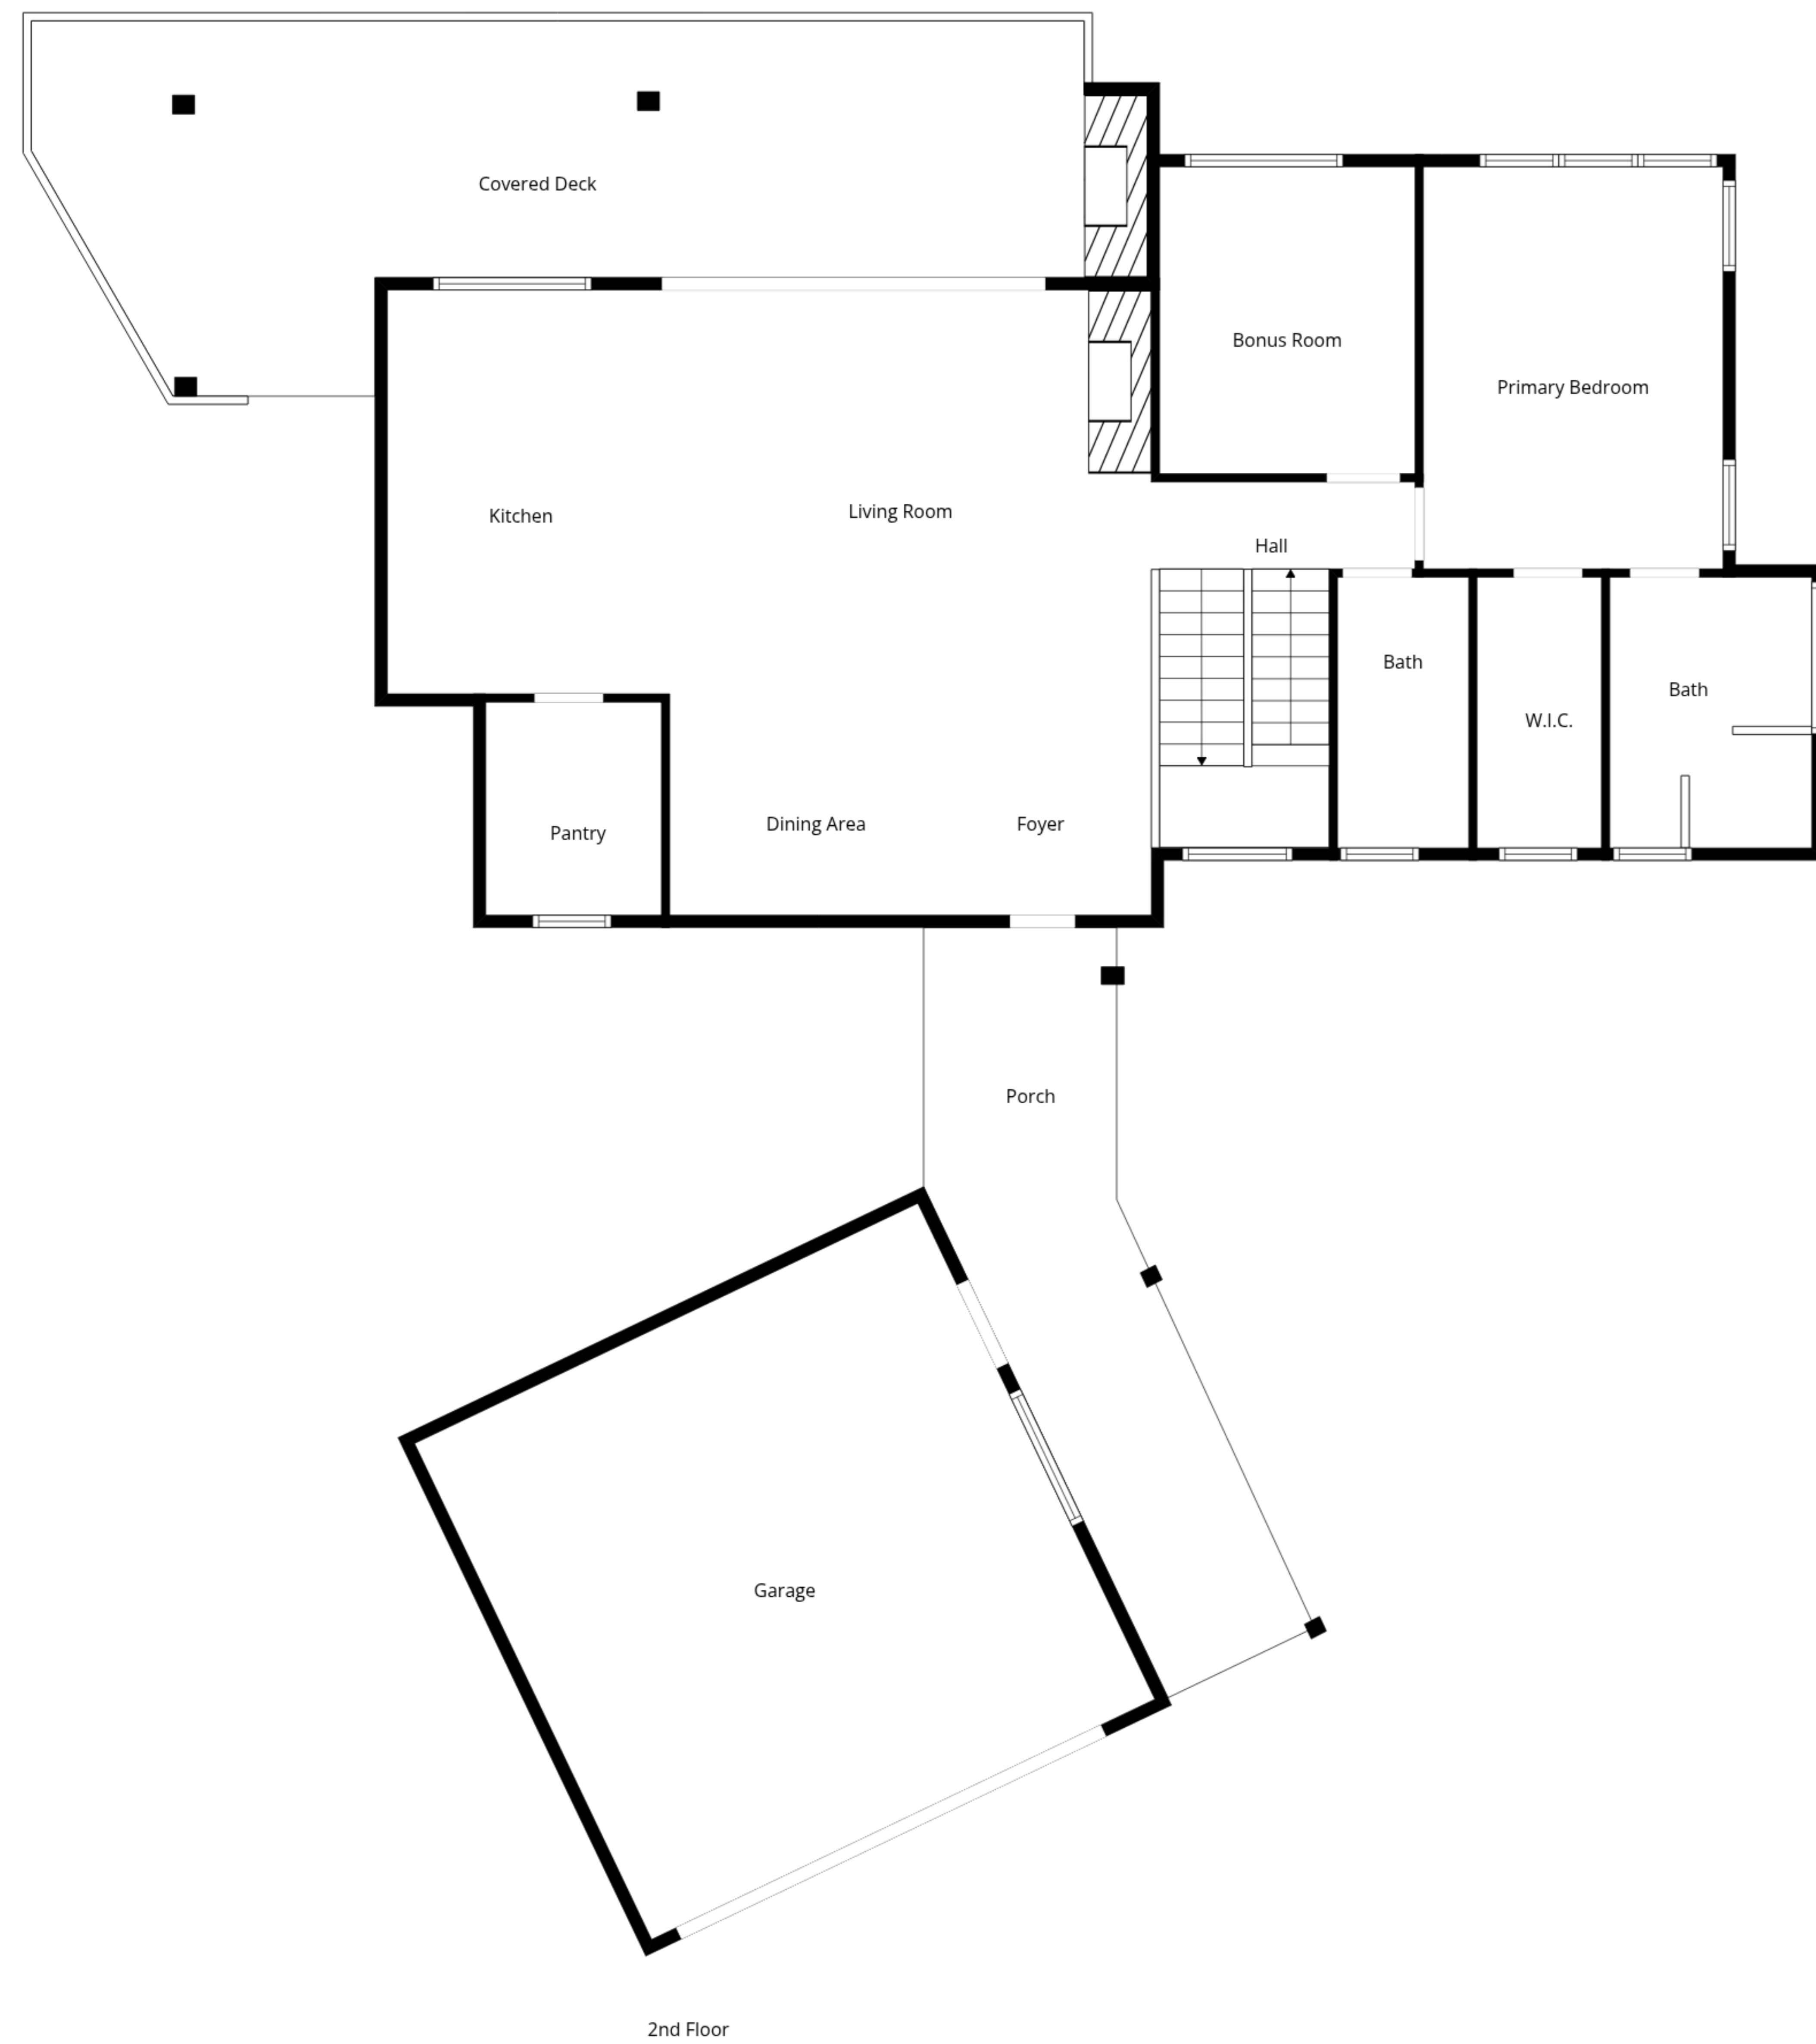 Covered Deck
Bonus Room
Primary Bedroom
Kitchen
Living Room
Hall
Bath
Bath
W.I.C.
Pantry
Dining Area
Foyer
Porch
Garage
2nd Floor